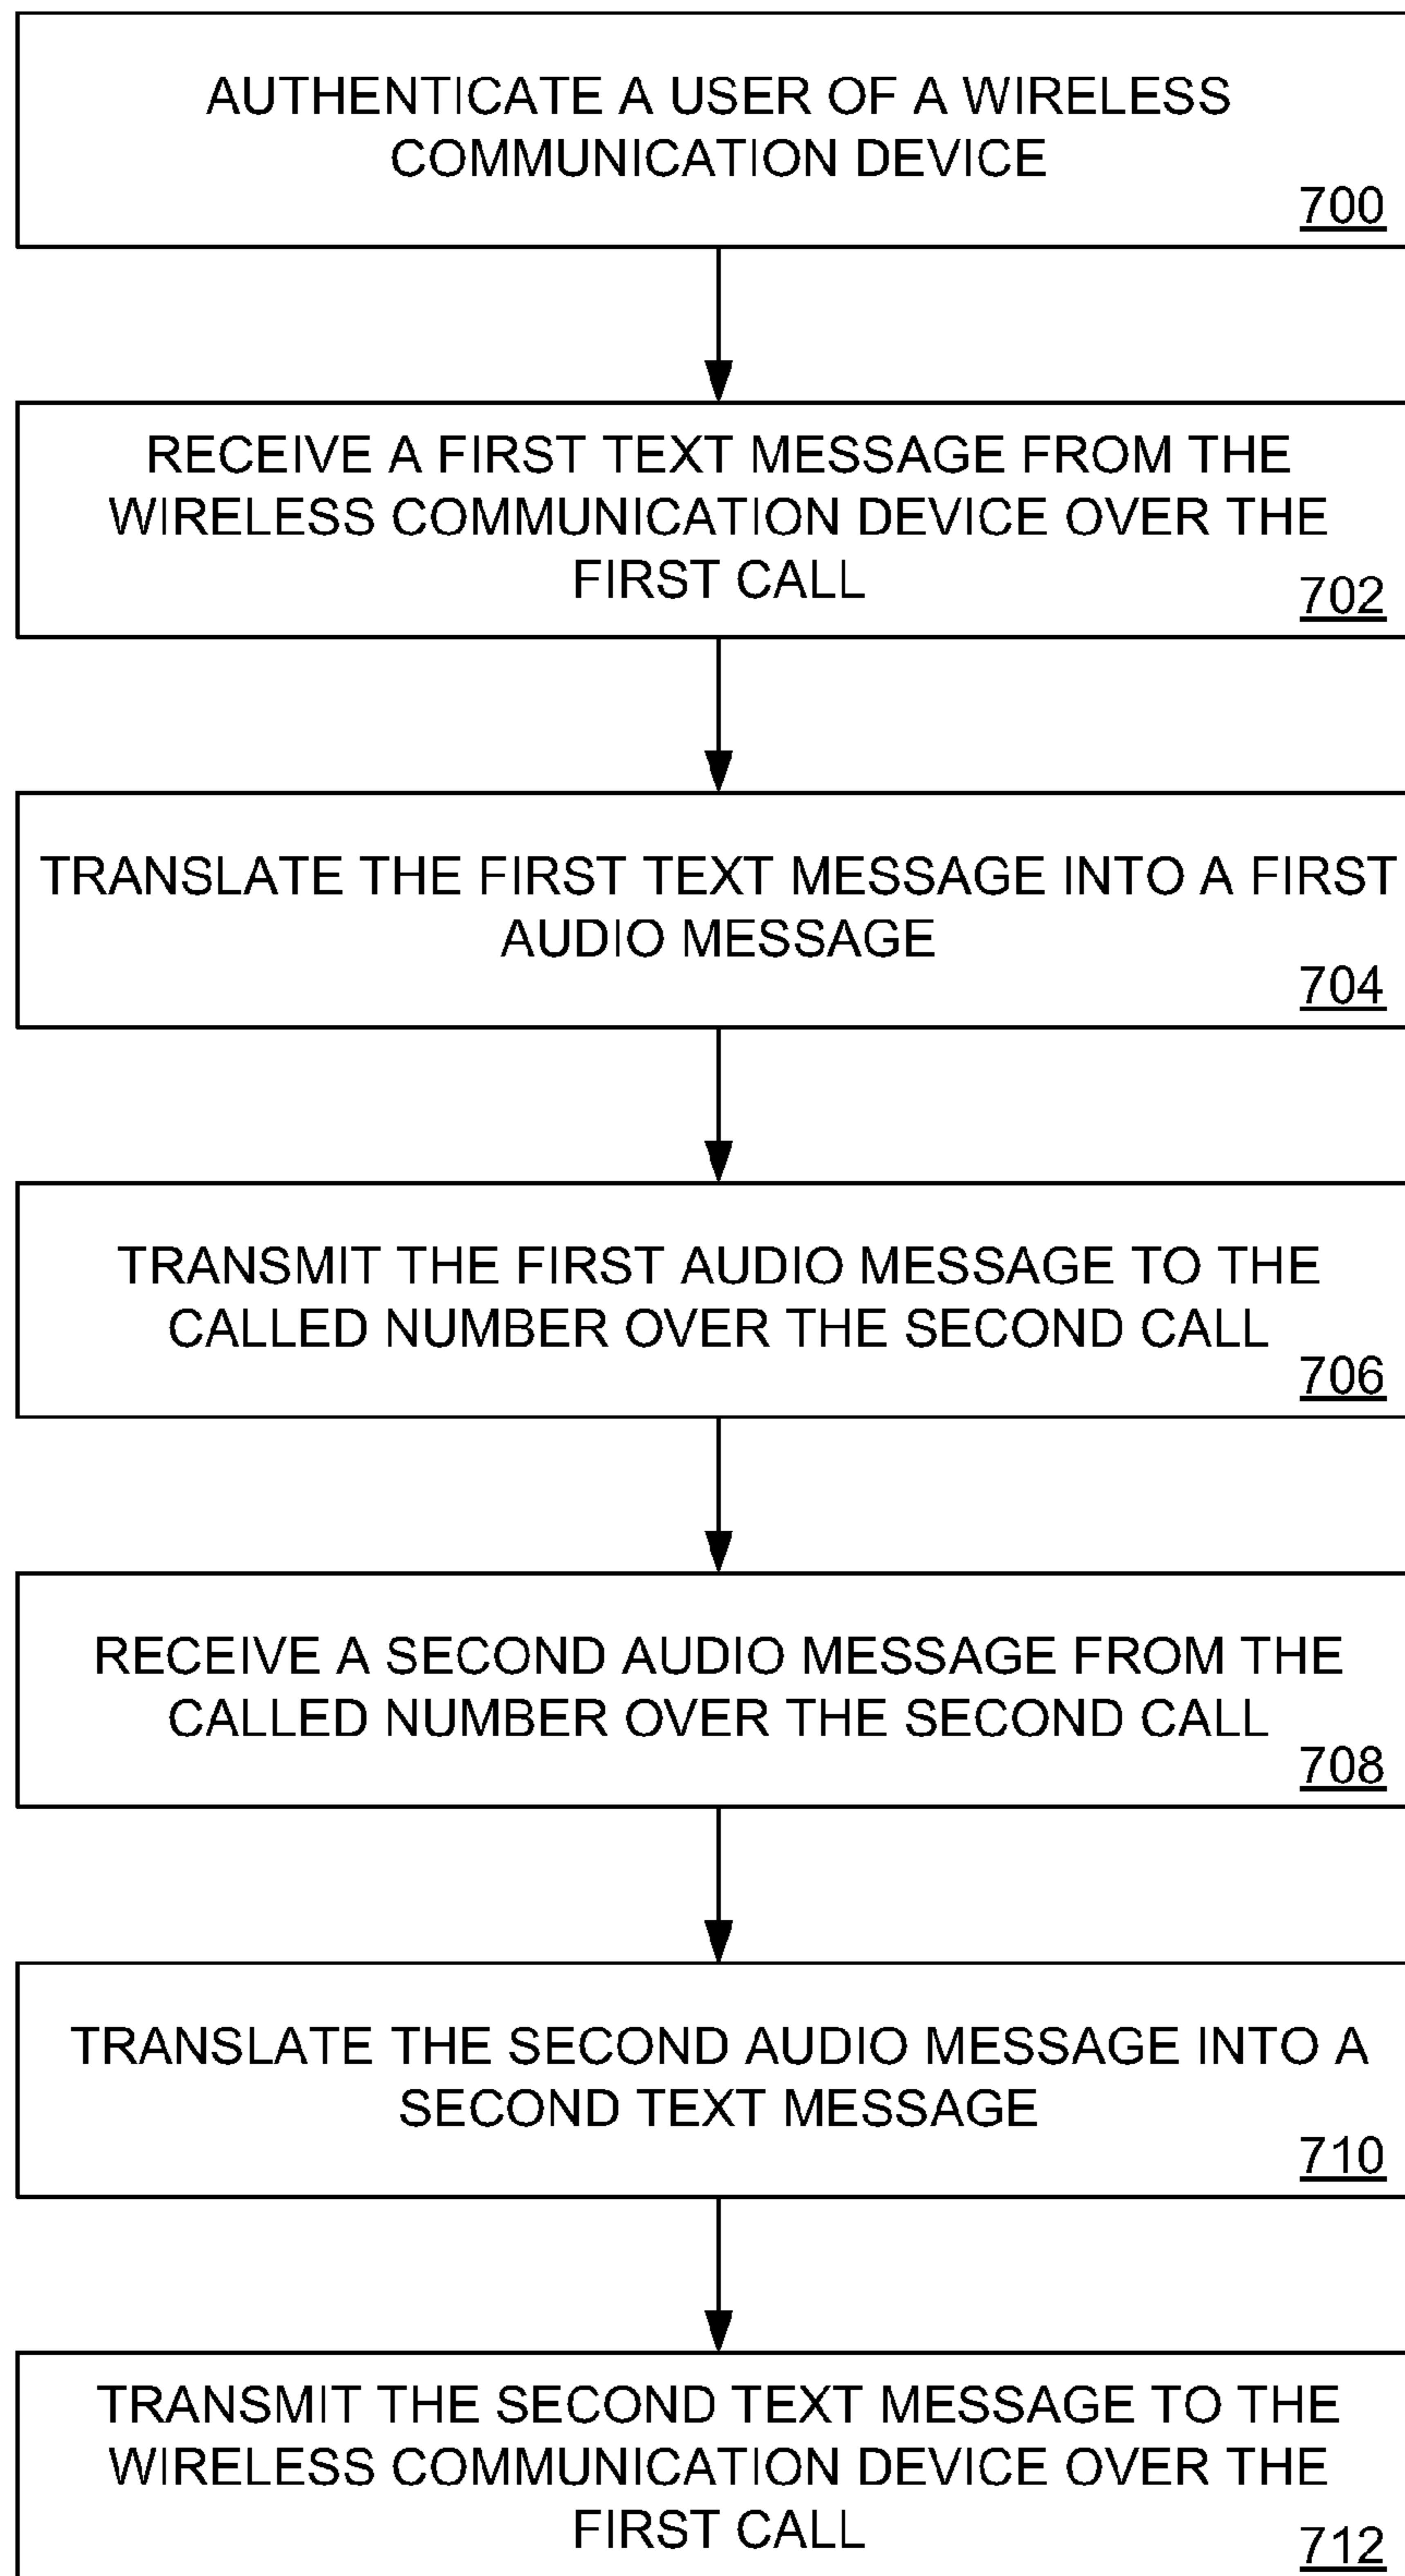 AUTHENTICATE A USER OF A WIRELESS
COMMUNICATION DEVICE
700
RECEIVE A FIRST TEXT MESSAGE FROM THE
WIRELESS COMMUNICATION DEVICE OVER THE
FIRST CALL
702
TRANSLATE THE FIRST TEXT MESSAGE INTO A FIRST
AUDIO MESSAGE
704
TRANSMIT THE FIRST AUDIO MESSAGE TO THE
CALLED NUMBER OVER THE SECOND CALL
706
RECEIVE A SECOND AUDIO MESSAGE FROM THE
CALLED NUMBER OVER THE SECOND CALL
708
TRANSLATE THE SECOND AUDIO MESSAGE INTO A
SECOND TEXT MESSAGE
710
TRANSMIT THE SECOND TEXT MESSAGE TO THE
WIRELESS COMMUNICATION DEVICE OVER THE
FIRST CALL
712